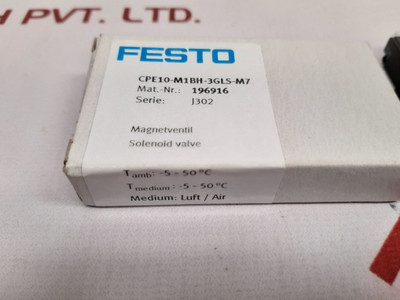 H PVT. LTD.
FESTO
CPE10-M1BH-3GLS-M7
Mat.-Nr.: 196916
Serie: J302
Magnetventil
Solenoid valve
Tamb: -5 - 50 °C
Tmedium: -5 - 50 °C
Medium: Luft / Air